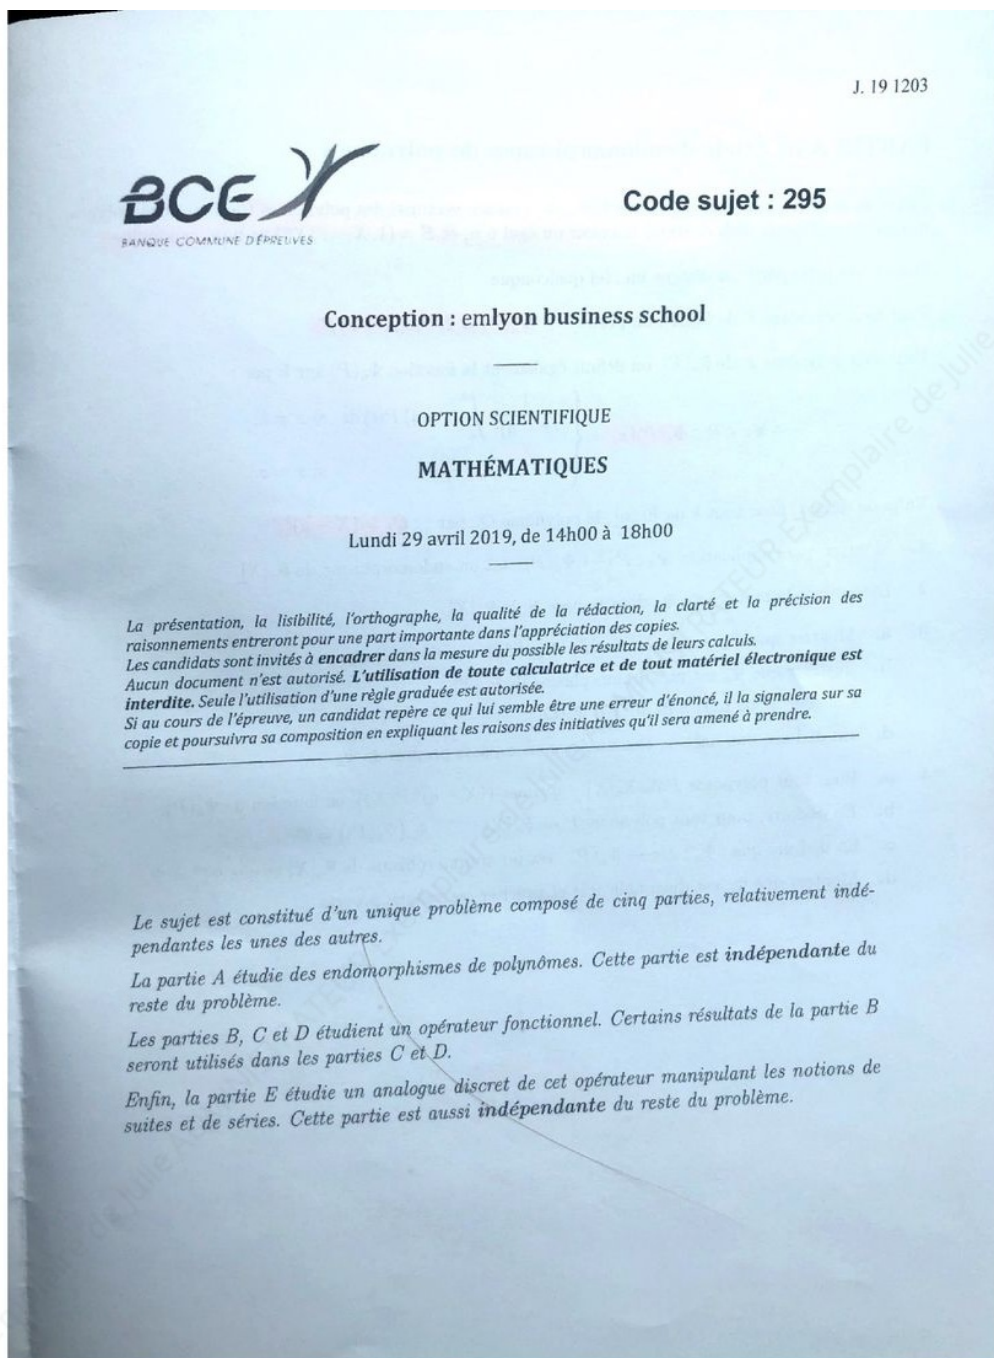 J. 19 1203
BCE
BANQUE COMMUNE D'ÉPREUVES
Code sujet : 295
Conception : emlyon business school
OPTION SCIENTIFIQUE
MATHÉMATIQUES
Lundi 29 avril 2019, de 14h00 à 18h00
La présentation, la lisibilité, l'orthographe, la qualité de la rédaction, la clarté et la précision des
raisonnements entreront pour une part importante dans l'appréciation des copies.
Les candidats sont invités à encadrer dans la mesure du possible les résultats de leurs calculs.
Aucun document n'est autorisé. L'utilisation de toute calculatrice et de tout matériel électronique est
interdite. Seule l'utilisation d'une règle graduée est autorisée.
Si au cours de l'épreuve, un candidat repère ce qui lui semble être une erreur d'énoncé, il la signalera sur sa
copie et poursuivra sa composition en expliquant les raisons des initiatives qu'il sera amené à prendre.
Le sujet est constitué d'un unique problème composé de cinq parties, relativement indé-
pendantes les unes des autres.
La partie A étudie des endomorphismes de polynômes. Cette partie est indépendante du
reste du problème.
Les parties B, C et D étudient un opérateur fonctionnel. Certains résultats de la partie B
seront utilisés dans les parties C et D.
Enfin, la partie E étudie un analogue discret de cet opérateur manipulant les notions de
suites et de séries. Cette partie est aussi indépendante du reste du problème.